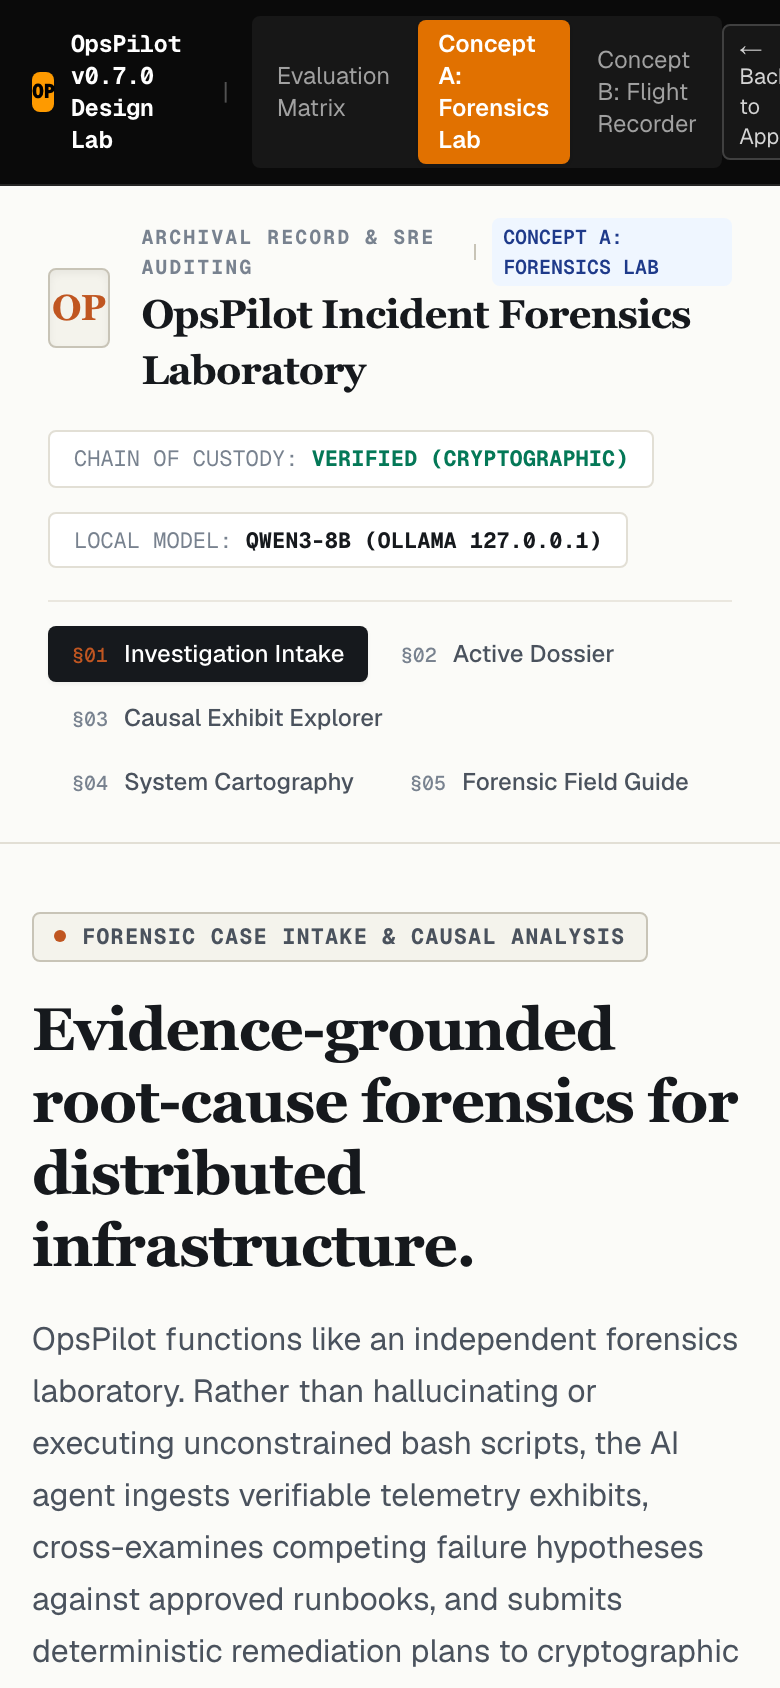 OP
OpsPilot
v0.7.0
Design
Lab
|
Evaluation
Matrix
Concept
A:
Forensics
Lab
Concept
B: Flight
Recorder
←
Back
to
App
OP
ARCHIVAL RECORD & SRE
AUDITING
|
CONCEPT A:
FORENSICS LAB
OpsPilot Incident Forensics
Laboratory
CHAIN OF CUSTODY: VERIFIED (CRYPTOGRAPHIC)
LOCAL MODEL: QWEN3-8B (OLLAMA 127.0.0.1)
§01 Investigation Intake
§02 Active Dossier
§03 Causal Exhibit Explorer
§04 System Cartography
§05 Forensic Field Guide
FORENSIC CASE INTAKE & CAUSAL ANALYSIS
Evidence-grounded
root-cause forensics for
distributed
infrastructure.
OpsPilot functions like an independent forensics
laboratory. Rather than hallucinating or
executing unconstrained bash scripts, the AI
agent ingests verifiable telemetry exhibits,
cross-examines competing failure hypotheses
against approved runbooks, and submits
deterministic remediation plans to cryptographic